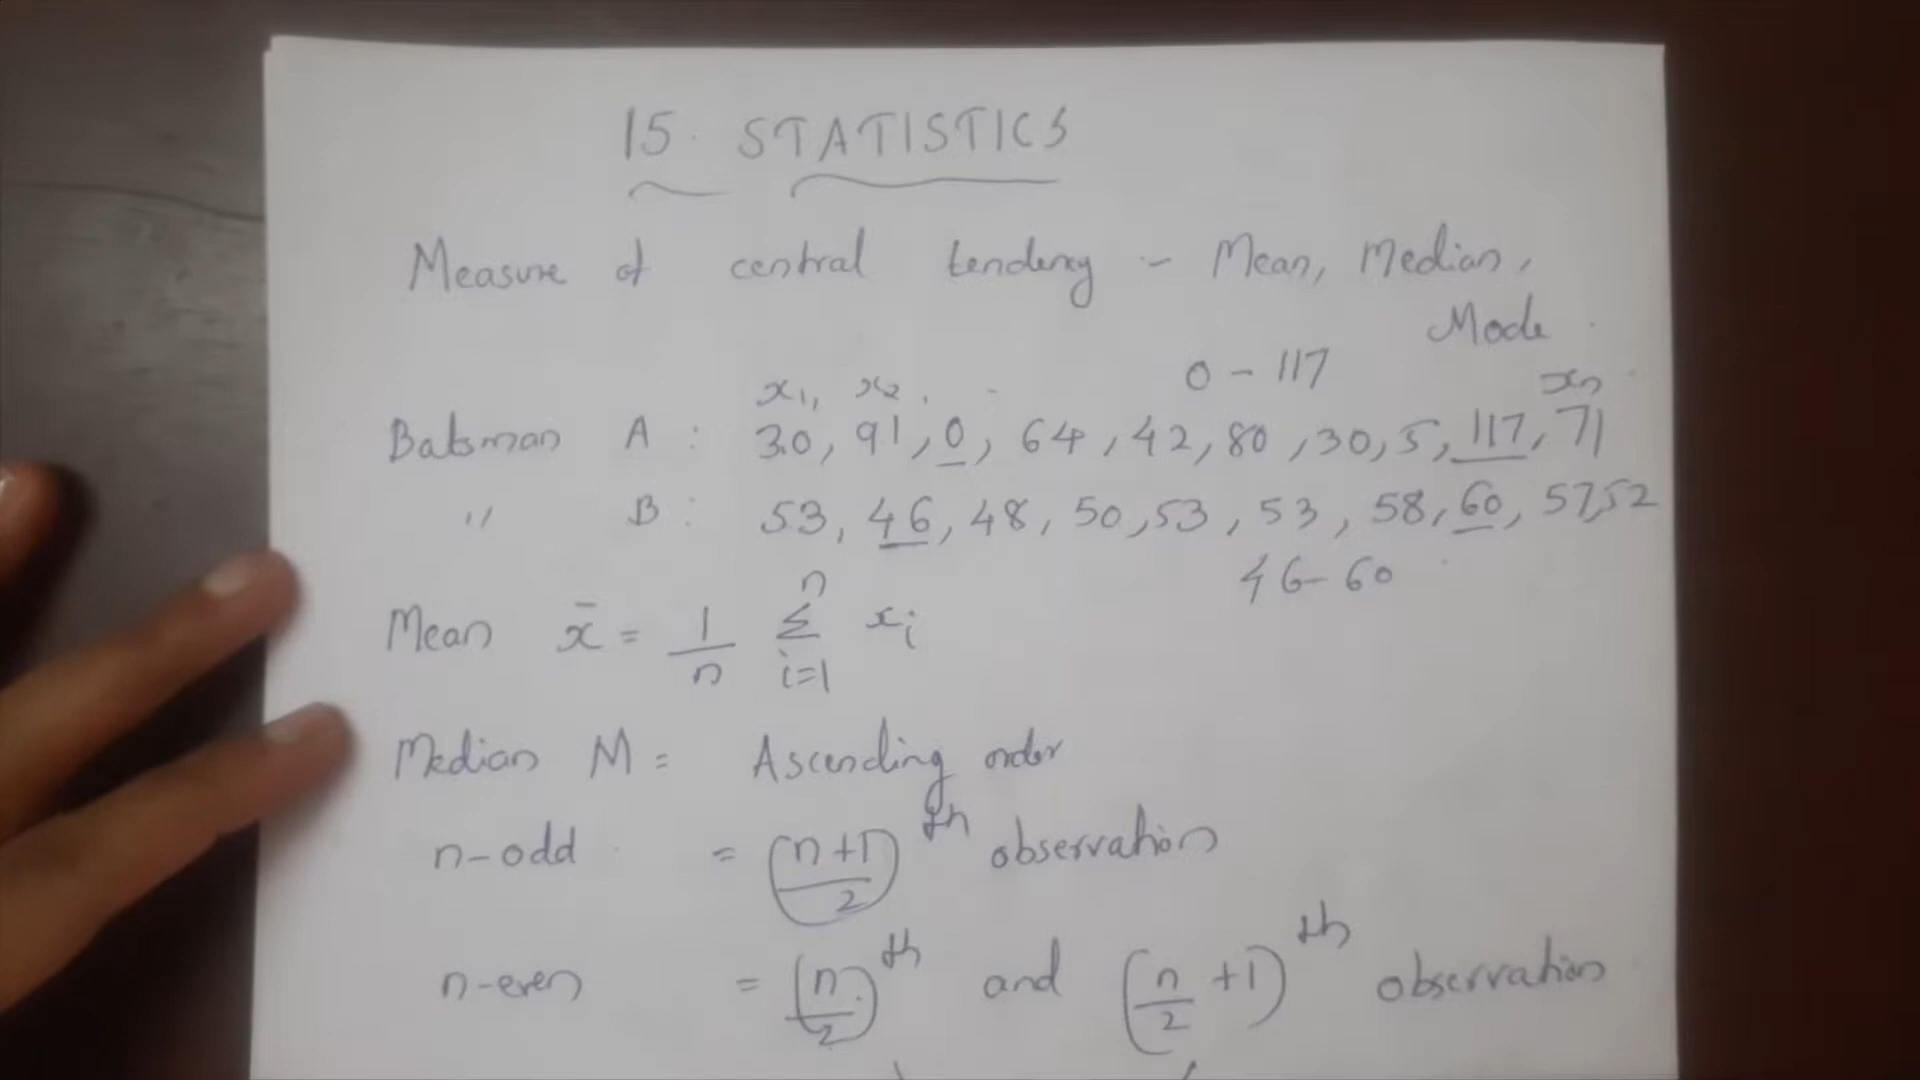 15. STATISTICS
Measure of central tendency - Mean, Median,
Mode
0 - 117
x₁, x₂, xₙ
Batsman A : 30, 91, 0, 64, 42, 80, 30, 5, 117, 71
" B : 53, 46, 48, 50, 53, 53, 58, 60, 57, 52
46-60
Mean x̄ = 1/n Σ_{i=1}^{n} xᵢ
Median M = Ascending order
n-odd = ((n+1)/2)th observation
n-even = (n/2)th and (n/2 +1)th observation